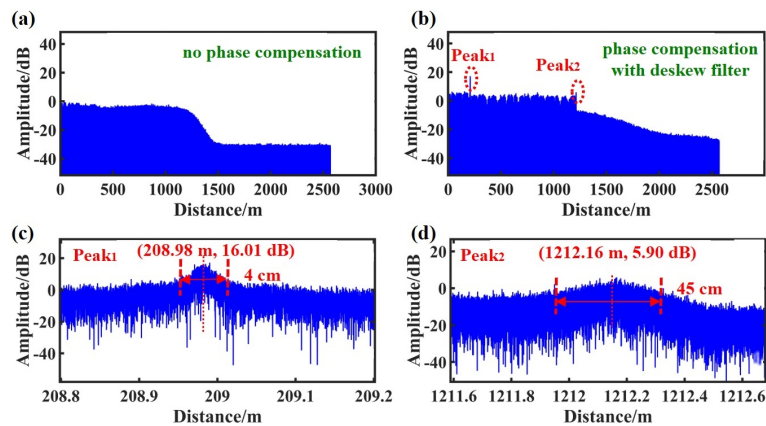 (a)
no phase compensation
Amplitude/dB
40
20
0
-20
-40
0 500 1000 1500 2000 2500 3000
Distance/m
(b)
Peak1
Peak2
phase compensation
with deskew filter
Amplitude/dB
40
20
0
-20
-40
0 500 1000 1500 2000 2500
Distance/m
(c)
Peak1
(208.98 m, 16.01 dB)
4 cm
Amplitude/dB
20
0
-20
-40
208.8 208.9 209 209.1 209.2
Distance/m
(d)
Peak2
(1212.16 m, 5.90 dB)
45 cm
Amplitude/dB
20
0
-20
-40
1211.6 1211.8 1212 1212.2 1212.4 1212.6
Distance/m